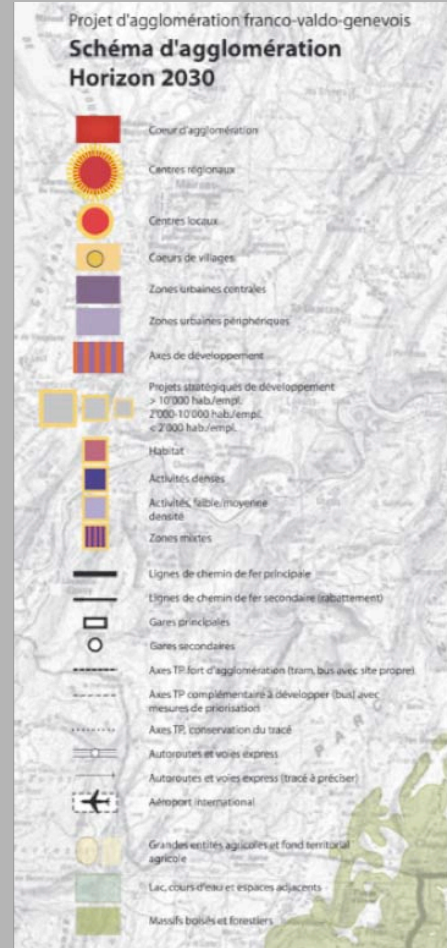 Projet d'agglomération franco-valdo-genevois
Schéma d'agglomération
Horizon 2030
Coeur d'agglomération
Centres régionaux
Centres locaux
Coeurs de villages
Zones urbaines centrales
Zones urbaines périphériques
Axes de développement
Projets stratégiques de développement
> 10'000 hab./empl.
2'000-10'000 hab./empl.
< 2'000 hab./empl.
Habitat
Activités denses
Activités, faible, moyenne
densité
Zones mixtes
Lignes de chemin de fer principale
Lignes de chemin de fer secondaire (rabattement)
Gares principales
Gares secondaires
Axes TP fort d'agglomération (tram, bus avec site propre)
Axes TP complémentaire à développer (bus) avec
mesures de priorisation
Axes TP, conservation du tracé
Autoroutes et voies express
Autoroutes et voies express (tracé à préciser)
Aéroport international
Grandes entités agricoles et fond territorial
agricole
Lac, cours d'eau et espaces adjacents
Massifs boisés et forestiers
PARC